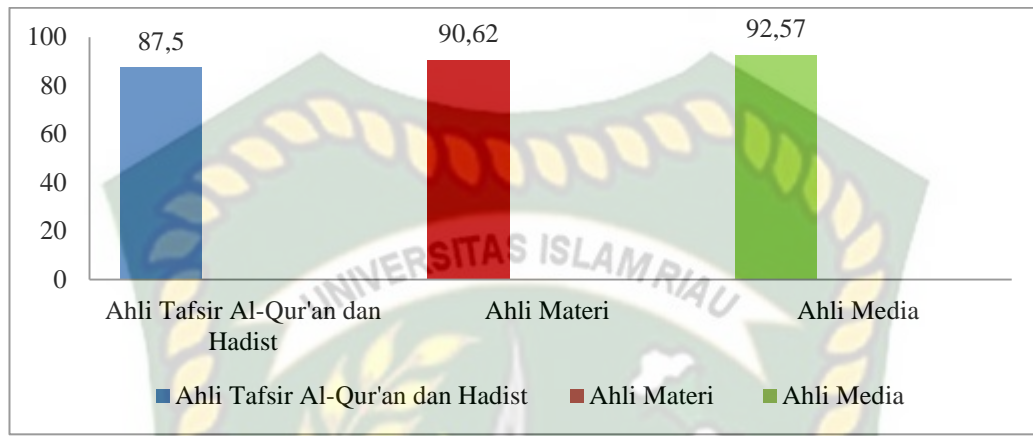 87,5
90,62
92,57
100
80
60
40
20
0
UNIVERSITAS ISLAM RIAU
Ahli Tafsir Al-Qur'an dan
Hadist
Ahli Materi
Ahli Media
Ahli Tafsir Al-Qur'an dan Hadist
Ahli Materi
Ahli Media